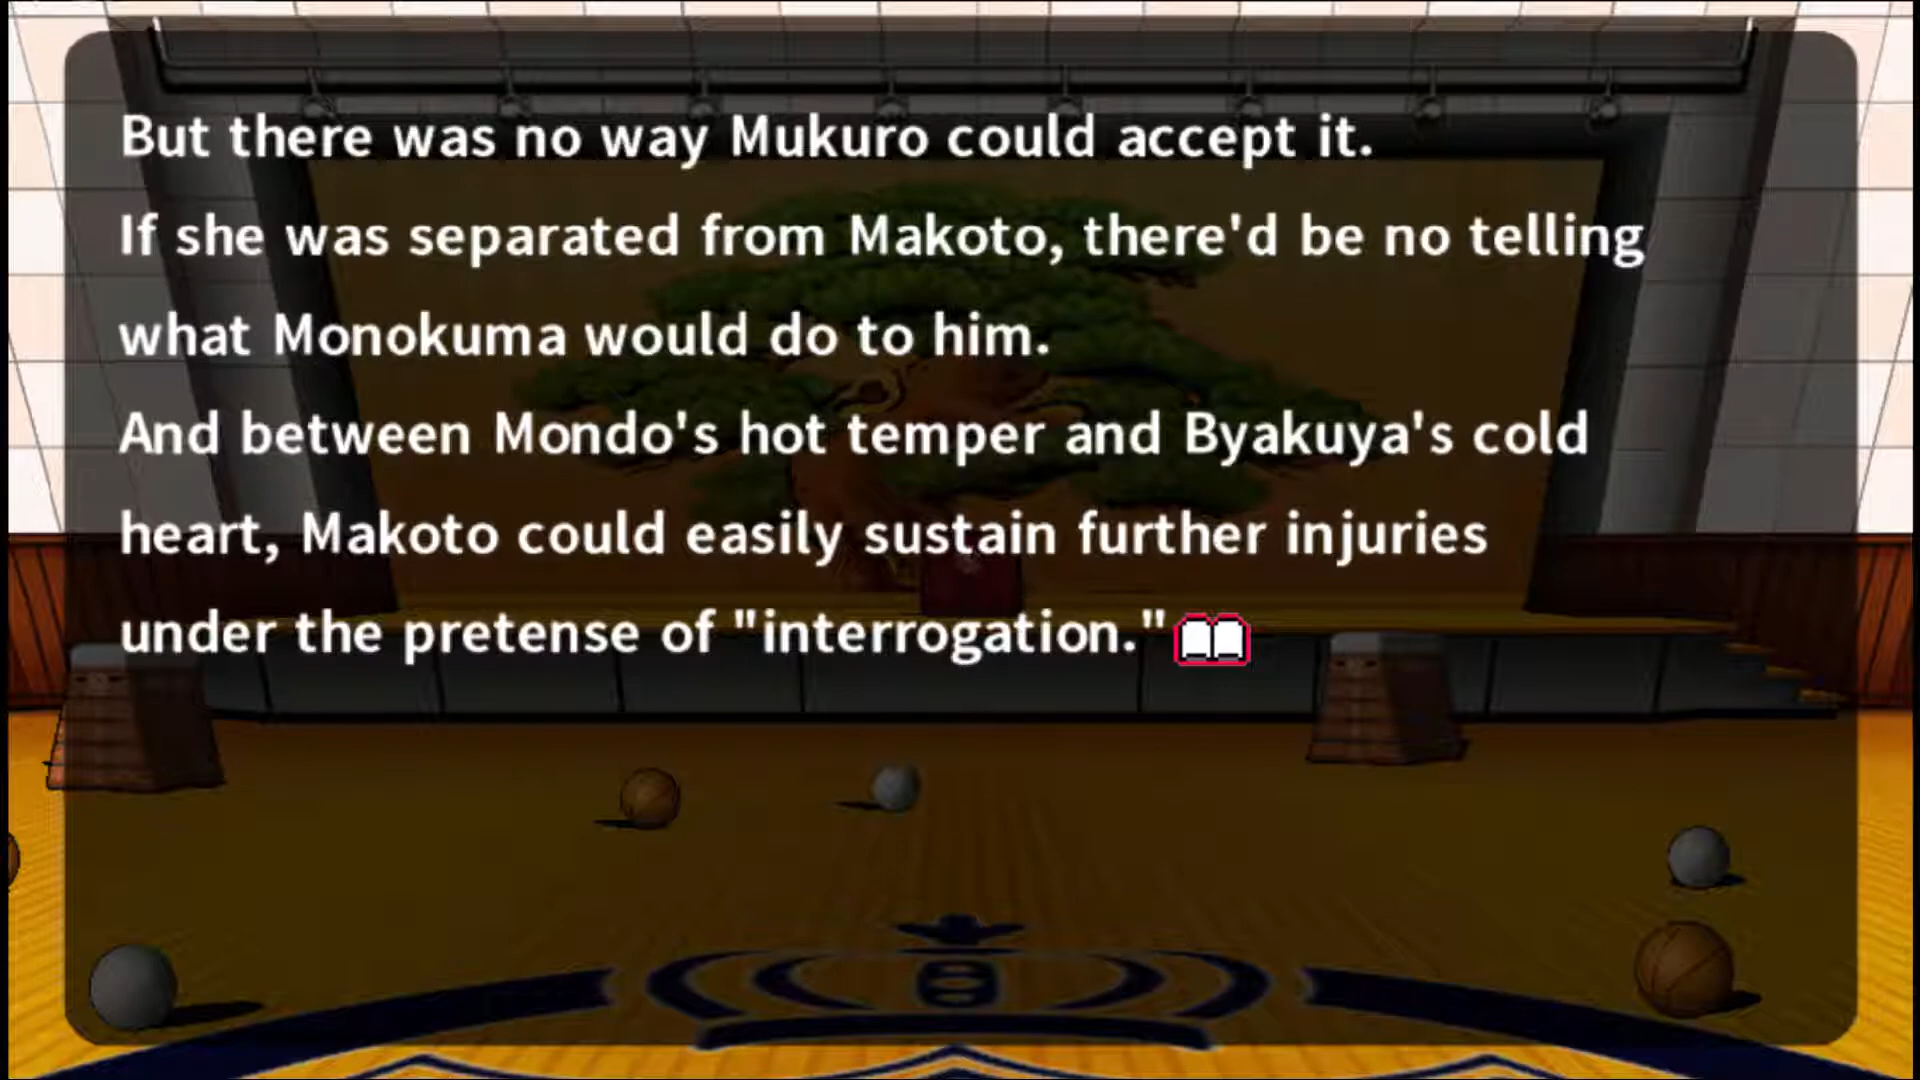 But there was no way Mukuro could accept it.
If she was separated from Makoto, there'd be no telling
what Monokuma would do to him.
And between Mondo's hot temper and Byakuya's cold
heart, Makoto could easily sustain further injuries
under the pretense of "interrogation."